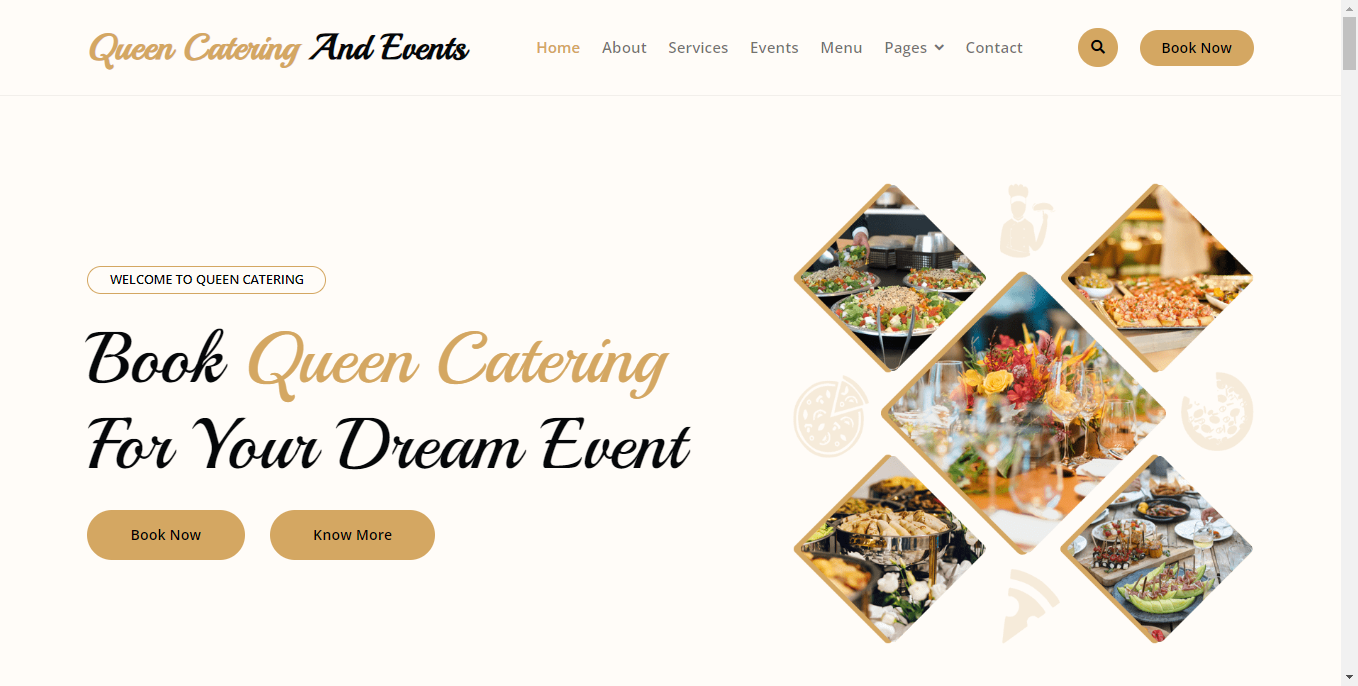 Queen Catering And Events
Home About Services Events Menu Pages Contact
Book Now
WELCOME TO QUEEN CATERING
Book Queen Catering
For Your Dream Event
Book Now Know More